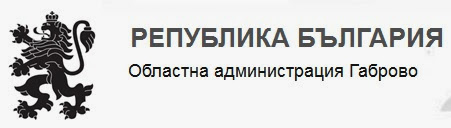 РЕПУБЛИКА БЪЛГАРИЯ
Областна администрация Габрово